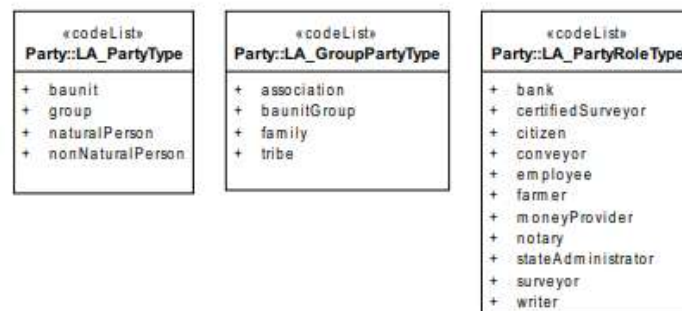 «codeList»
Party::LA_PartyType
+ baunit
+ group
+ naturalPerson
+ nonNaturalPerson
«codeList»
Party::LA_GroupPartyType
+ association
+ baunitGroup
+ family
+ tribe
«codeList»
Party::LA_PartyRoleType
+ bank
+ certifiedSurveyor
+ citizen
+ conveyor
+ employee
+ farmer
+ moneyProvider
+ notary
+ stateAdministrator
+ surveyor
+ writer